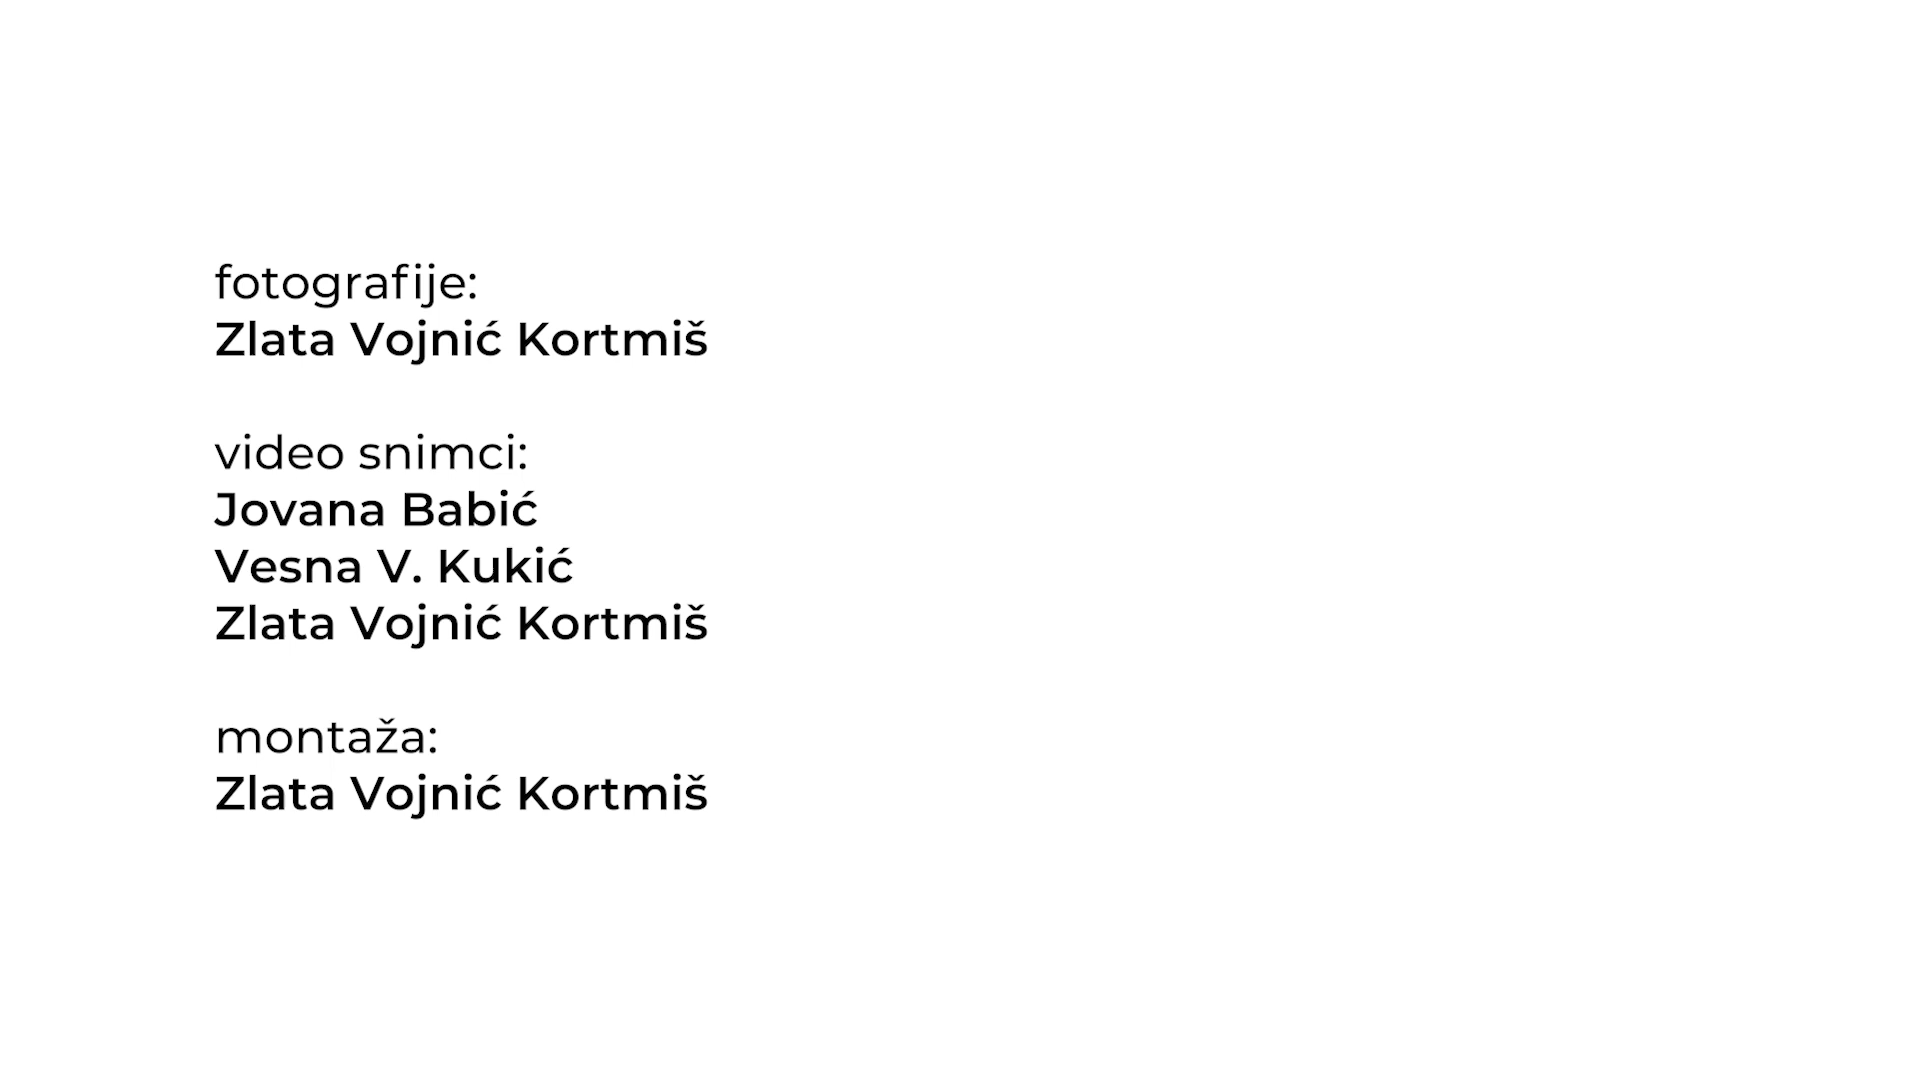 fotografije:
Zlata Vojnić Kortmiš
video snimci:
Jovana Babić
Vesna V. Kukić
Zlata Vojnić Kortmiš
montaža:
Zlata Vojnić Kortmiš